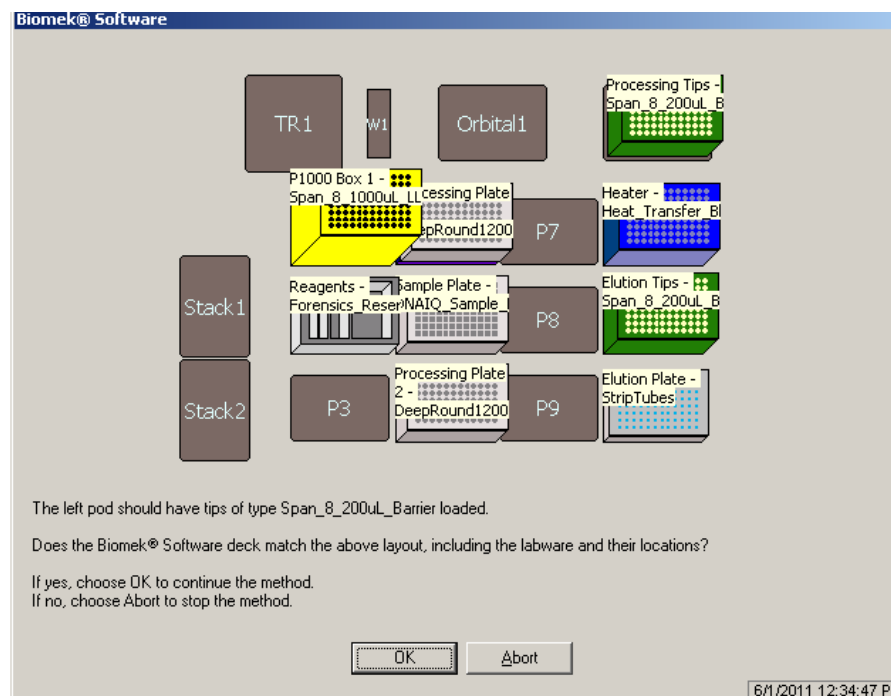 Biomek® Software
Processing Tips -
Span_8_200uL_B
TR1
W1
Orbital1
P1000 Box 1 -
Span_8_1000uL_LL
cessing Plate
epRound1200
P7
Heater -
Heat_Transfer_Bl
Stack1
Reagents -
Forensics_Reser
Sample Plate -
DNAIQ_Sample_
P8
Elution Tips -
Span_8_200uL_B
Stack2
P3
Processing Plate
2 -
DeepRound1200
P9
Elution Plate -
StripTubes
The left pod should have tips of type Span_8_200uL_Barrier loaded.
Does the Biomek® Software deck match the above layout, including the labware and their locations?
If yes, choose OK to continue the method.
If no, choose Abort to stop the method.
OK
Abort
6/1/2011 12:34:47 P